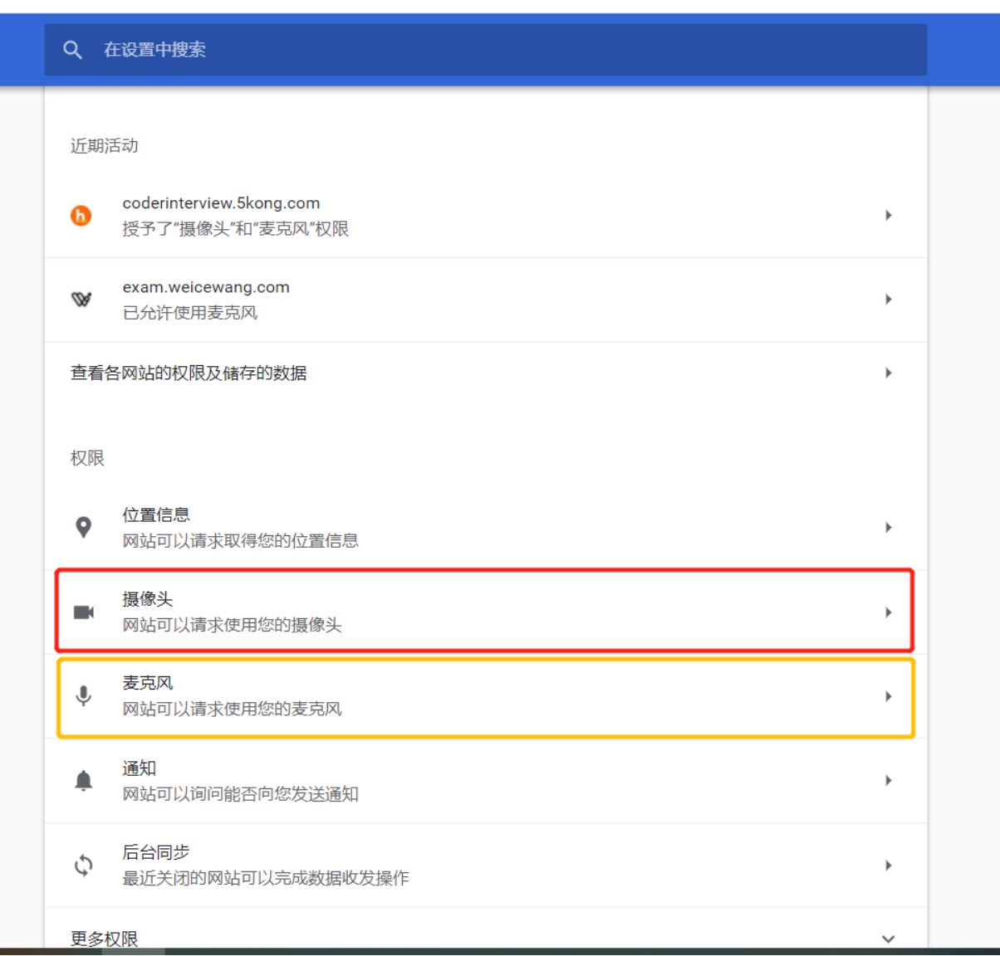 在设置中搜索
近期活动
coderinterview.5kong.com
授予了“摄像头”和“麦克风”权限
exam.weicewang.com
已允许使用麦克风
查看各网站的权限及储存的数据
权限
位置信息
网站可以请求取得您的位置信息
摄像头
网站可以请求使用您的摄像头
麦克风
网站可以请求使用您的麦克风
通知
网站可以询问能否向您发送通知
后台同步
最近关闭的网站可以完成数据收发操作
更多权限